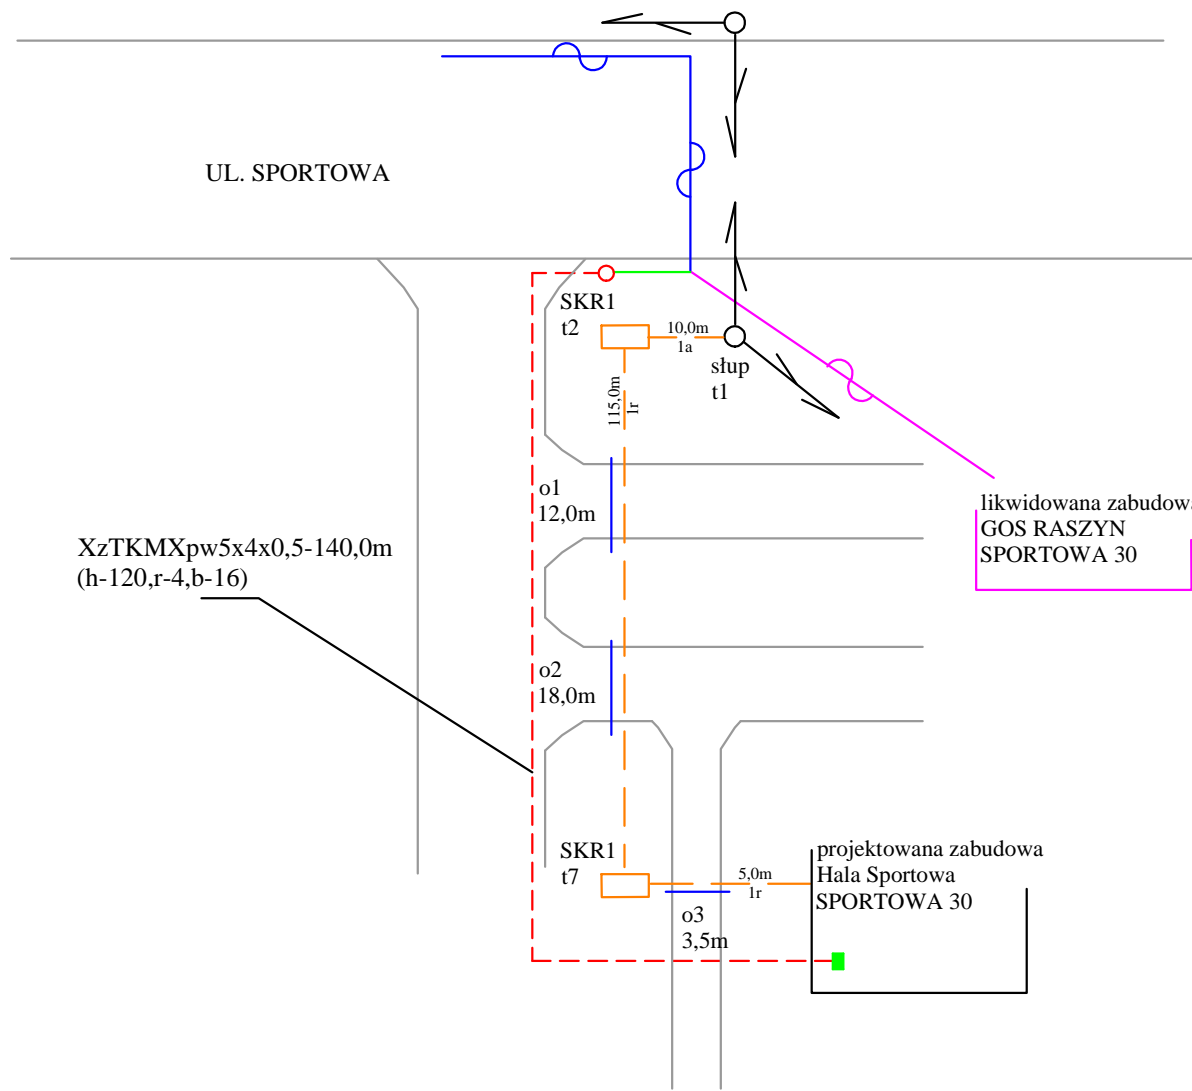 UL. SPORTOWA
SKR1
t2
10,0m
1a
słup
t1
115,0m
1r
o1
12,0m
likwidowana zabudowa
GOS RASZYN
SPORTOWA 30
XzTKMXpw5x4x0,5-140,0m
(h-120,r-4,b-16)
o2
18,0m
SKR1
t7
5,0m
1r
projektowana zabudowa
Hala Sportowa
SPORTOWA 30
o3
3,5m